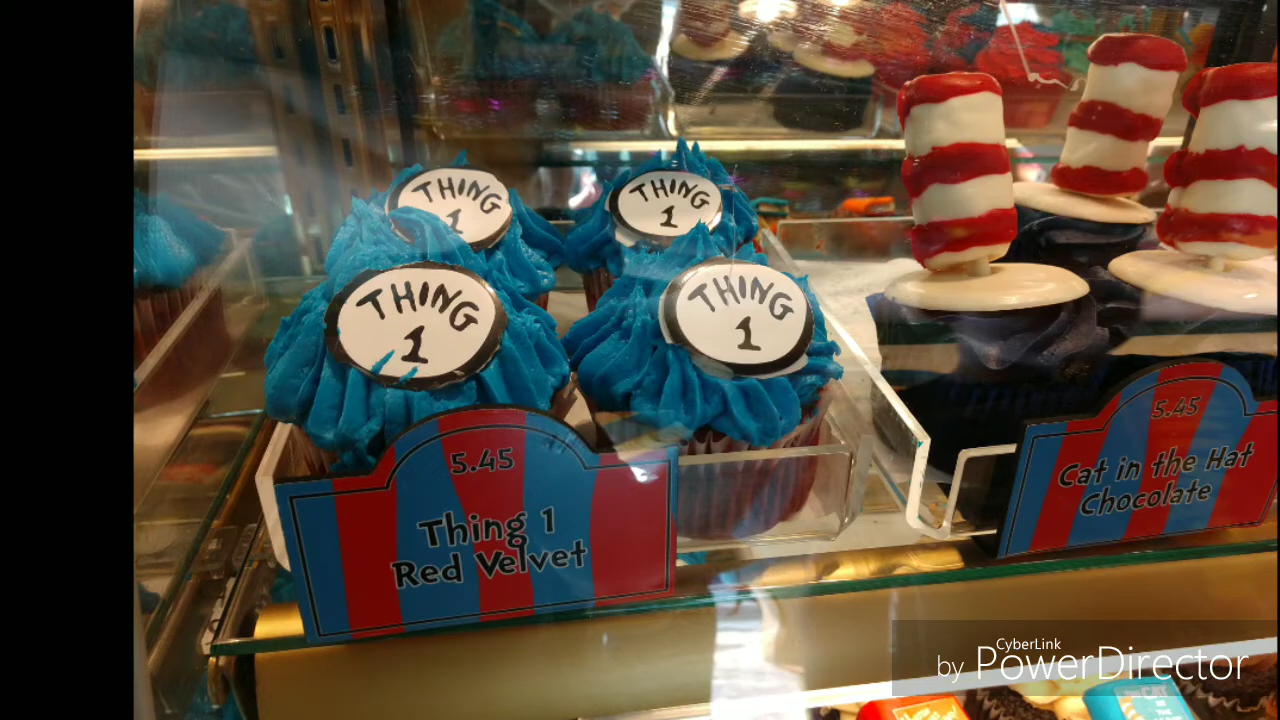 THING
1
THING
1
THING
1
THING
1
5.45
Thing 1
Red Velvet
5.45
Cat in the Hat
Chocolate
CyberLink
by PowerDirector